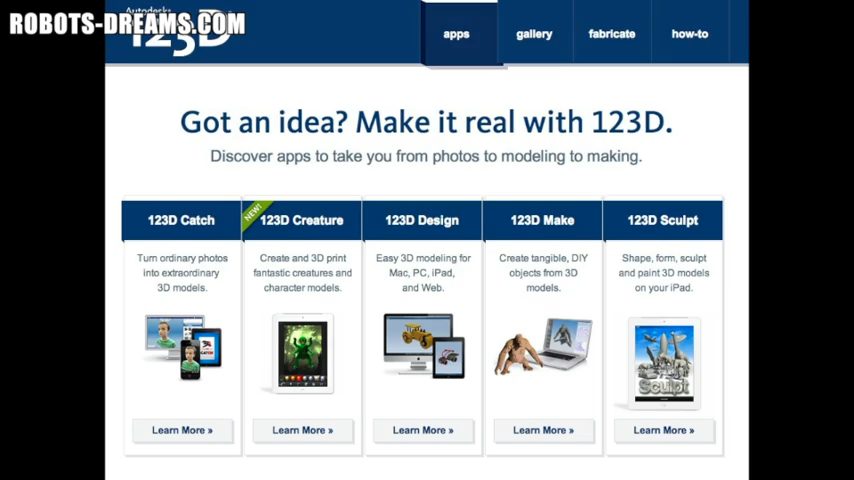 Autodesk
ROBOTS-DREAMS.COM
123D
apps
gallery
fabricate
how-to
Got an idea? Make it real with 123D.
Discover apps to take you from photos to modeling to making.
123D Catch
Turn ordinary photos
into extraordinary
3D models.
CATCH
Learn More »
NEW!
123D Creature
Create and 3D print
fantastic creatures and
character models.
Learn More »
123D Design
Easy 3D modeling for
Mac, PC, iPad,
and Web.
Learn More »
123D Make
Create tangible, DIY
objects from 3D
models.
Learn More »
123D Sculpt
Shape, form, sculpt
and paint 3D models
on your iPad.
Sculpt
Learn More »